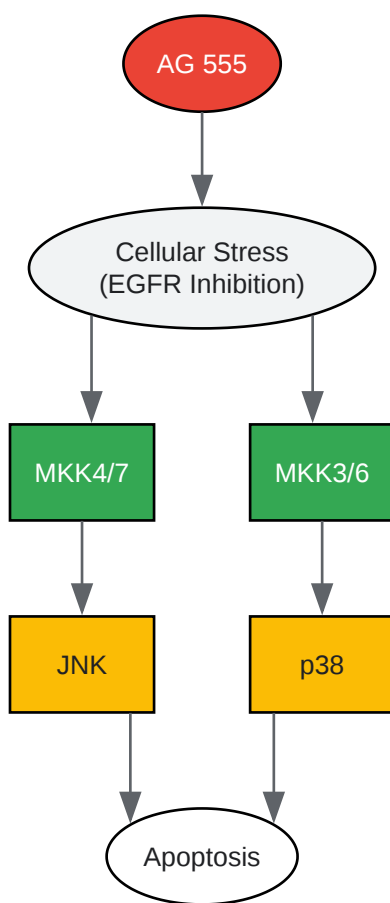 AG 555
Cellular Stress
(EGFR Inhibition)
MKK4/7
MKK3/6
JNK
p38
Apoptosis